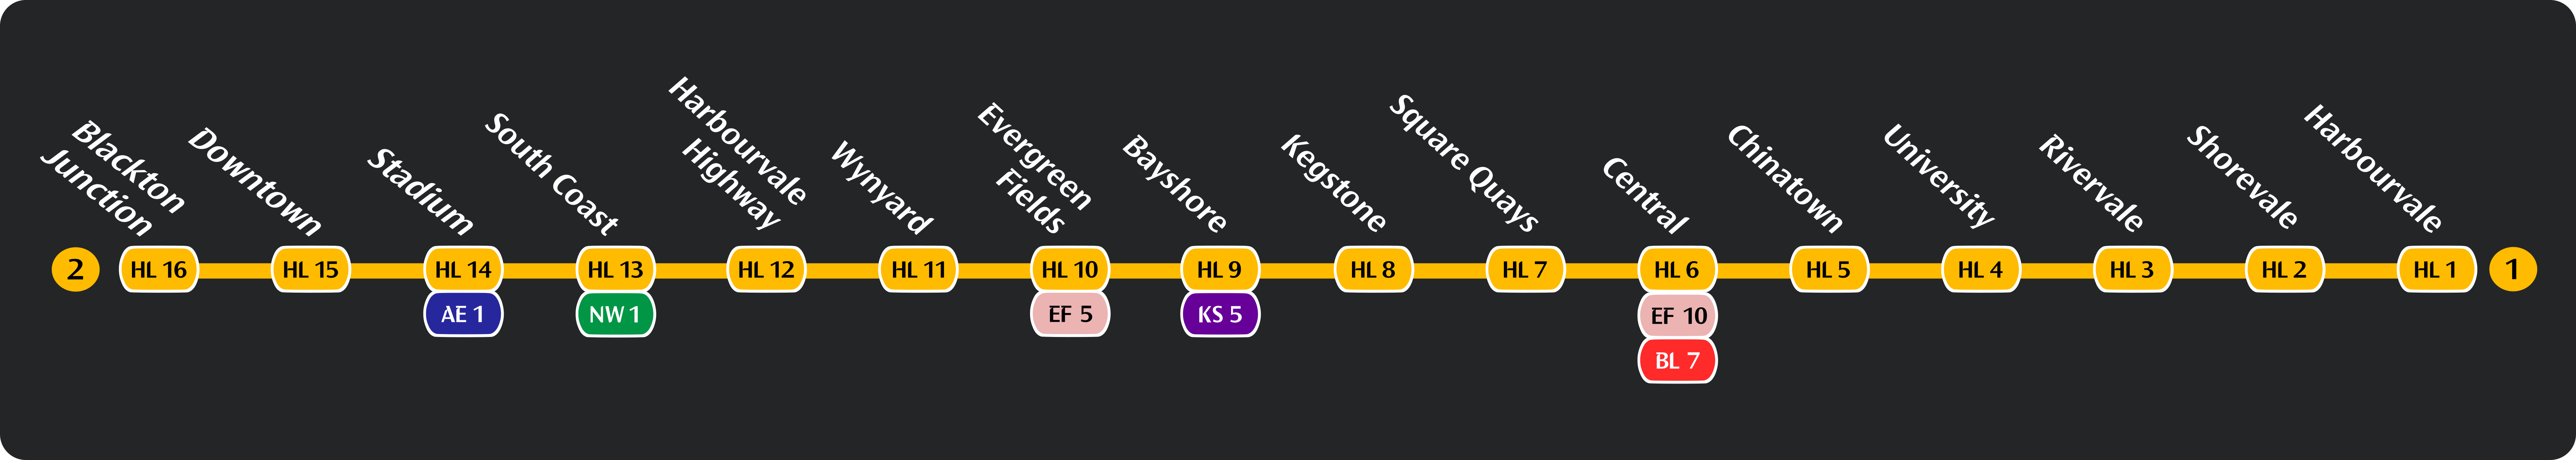 Blackton
Junction
Downtown
Stadium
South Coast
Harbourvale
Highway
Wynyard
Evergreen
Fields
Bayshore
Kegstone
Square Quays
Central
Chinatown
University
Rivervale
Shorevale
Harbourvale
2
HL 16
HL 15
HL 14
HL 13
HL 12
HL 11
HL 10
HL 9
HL 8
HL 7
HL 6
HL 5
HL 4
HL 3
HL 2
HL 1
1
AE 1
NW 1
EF 5
KS 5
EF 10
BL 7